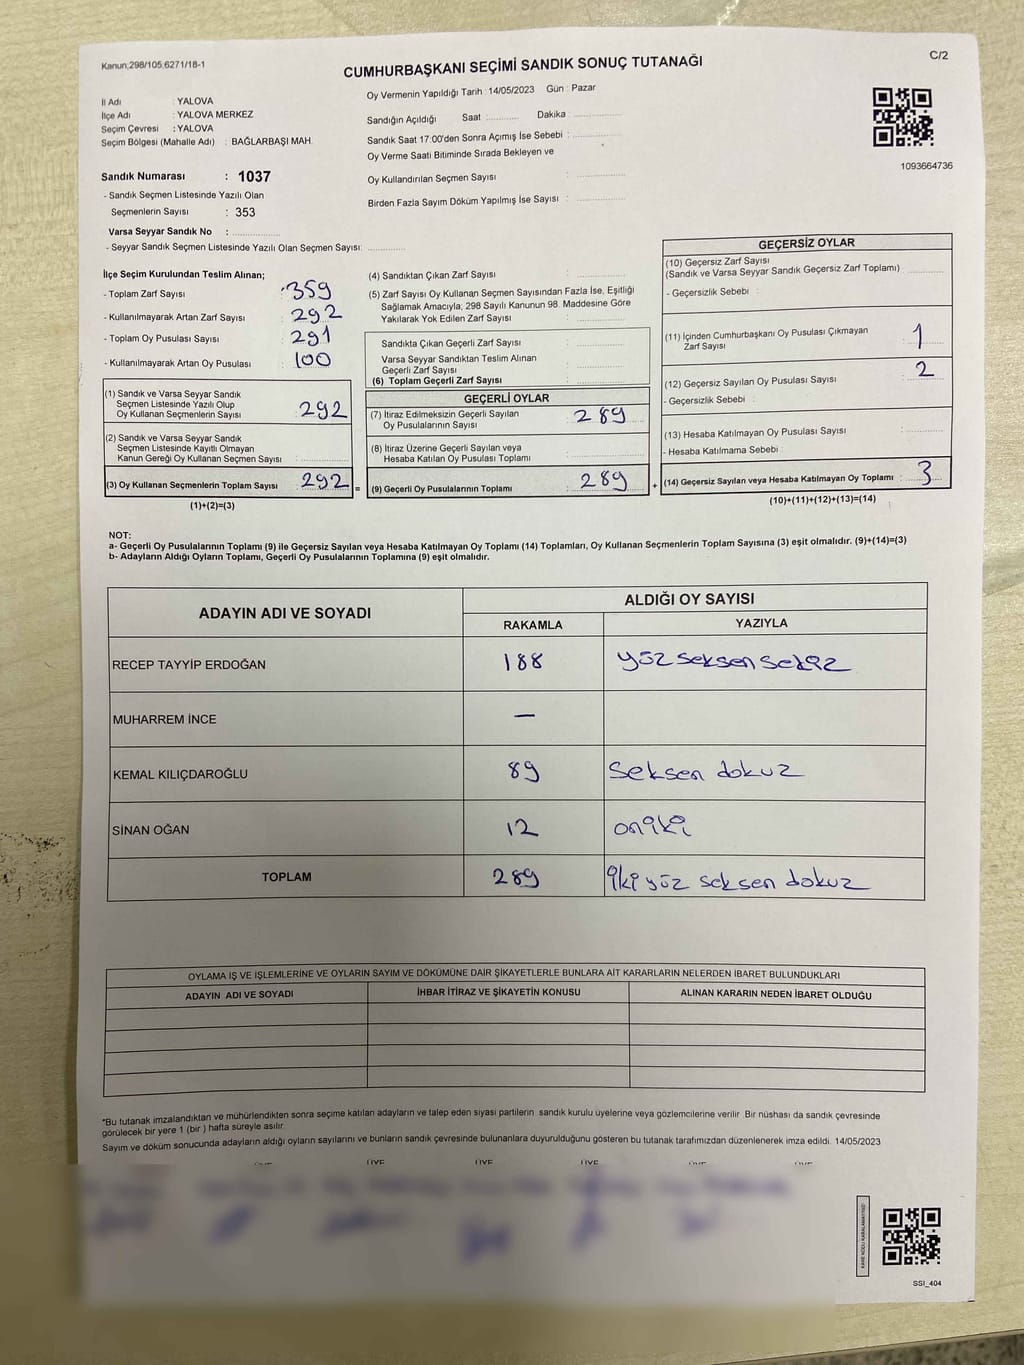 Kanun;298/105,6271/18-1
CUMHURBAŞKANI SEÇİMİ SANDIK SONUÇ TUTANAĞI
C/2
İl Adı : YALOVA
İlçe Adı : YALOVA MERKEZ
Seçim Çevresi : YALOVA
Seçim Bölgesi (Mahalle Adı) : BAĞLARBAŞI MAH.
Sandık Numarası : 1037
- Sandık Seçmen Listesinde Yazılı Olan
Seçmenlerin Sayısı : 353
Varsa Seyyar Sandık No :
- Seyyar Sandık Seçmen Listesinde Yazılı Olan Seçmen Sayısı:
Oy Vermenin Yapıldığı Tarih : 14/05/2023 Gün : Pazar
Sandığın Açıldığı Saat Dakika :
Sandık Saat 17:00'den Sonra Açımış İse Sebebi :
Oy Verme Saati Bitiminde Sırada Bekleyen ve
Oy Kullandırılan Seçmen Sayısı :
Birden Fazla Sayım Döküm Yapılmış İse Sayısı :
1093664736
İlçe Seçim Kurulundan Teslim Alınan;
- Toplam Zarf Sayısı : 359
- Kullanılmayarak Artan Zarf Sayısı : 292
- Toplam Oy Pusulası Sayısı : 291
- Kullanılmayarak Artan Oy Pusulası : 100
(1) Sandık ve Varsa Seyyar Sandık
Seçmen Listesinde Yazılı Olup
Oy Kullanan Seçmenlerin Sayısı : 292
(2) Sandık ve Varsa Seyyar Sandık
Seçmen Listesinde Kayıtlı Olmayan
Kanun Gereği Oy Kullanan Seçmen Sayısı :
(3) Oy Kullanan Seçmenlerin Toplam Sayısı : 292 =
(1)+(2)=(3)
(4) Sandıktan Çıkan Zarf Sayısı :
(5) Zarf Sayısı Oy Kullanan Seçmen Sayısından Fazla İse, Eşitliği
Sağlamak Amacıyla; 298 Sayılı Kanunun 98. Maddesine Göre
Yakılarak Yok Edilen Zarf Sayısı :
Sandıkta Çıkan Geçerli Zarf Sayısı :
Varsa Seyyar Sandıktan Teslim Alınan
Geçerli Zarf Sayısı :
(6) Toplam Geçerli Zarf Sayısı :
GEÇERLİ OYLAR
(7) İtiraz Edilmeksizin Geçerli Sayılan
Oy Pusulalarının Sayısı : 289
(8) İtiraz Üzerine Geçerli Sayılan veya
Hesaba Katılan Oy Pusulası Toplamı :
(9) Geçerli Oy Pusulalarının Toplamı : 289 +
GEÇERSİZ OYLAR
(10) Geçersiz Zarf Sayısı
(Sandık ve Varsa Seyyar Sandık Geçersiz Zarf Toplamı) :
- Geçersizlik Sebebi :
(11) İçinden Cumhurbaşkanı Oy Pusulası Çıkmayan
Zarf Sayısı : 1
(12) Geçersiz Sayılan Oy Pusulası Sayısı : 2
- Geçersizlik Sebebi :
(13) Hesaba Katılmayan Oy Pusulası Sayısı :
- Hesaba Katılmama Sebebi :
(14) Geçersiz Sayılan veya Hesaba Katılmayan Oy Toplamı : 3
(10)+(11)+(12)+(13)=(14)
NOT:
a- Geçerli Oy Pusulalarının Toplamı (9) ile Geçersiz Sayılan veya Hesaba Katılmayan Oy Toplamı (14) Toplamları, Oy Kullanan Seçmenlerin Toplam Sayısına (3) eşit olmalıdır. (9)+(14)=(3)
b- Adayların Aldığı Oyların Toplamı, Geçerli Oy Pusulalarının Toplamına (9) eşit olmalıdır.
ADAYIN ADI VE SOYADI
ALDIĞI OY SAYISI
RAKAMLA YAZIYLA
RECEP TAYYİP ERDOĞAN 188 yüz seksen sekiz
MUHARREM İNCE —
KEMAL KILIÇDAROĞLU 89 Seksen dokuz
SİNAN OĞAN 12 oniki
TOPLAM 289 iki yüz seksen dokuz
OYLAMA İŞ VE İŞLEMLERİNE VE OYLARIN SAYIM VE DÖKÜMÜNE DAİR ŞİKAYETLERLE BUNLARA AİT KARARLARIN NELERDEN İBARET BULUNDUKLARI
ADAYIN ADI VE SOYADI İHBAR İTİRAZ VE ŞİKAYETİN KONUSU ALINAN KARARIN NEDEN İBARET OLDUĞU
*Bu tutanak imzalandıktan ve mühürlendikten sonra seçime katılan adayların ve talep eden siyasi partilerin sandık kurulu üyelerine veya gözlemcilerine verilir. Bir nüshası da sandık çevresinde
görülecek bir yere 1 (bir ) hafta süreyle asılır.
Sayım ve döküm sonucunda adayların aldığı oyların sayılarını ve bunların sandık çevresinde bulunanlara duyurulduğunu gösteren bu tutanak tarafımızdan düzenlenerek imza edildi. 14/05/2023
ÜYE ÜYE ÜYE
KARE KODU KARALAMAYINIZ!
SSI_404